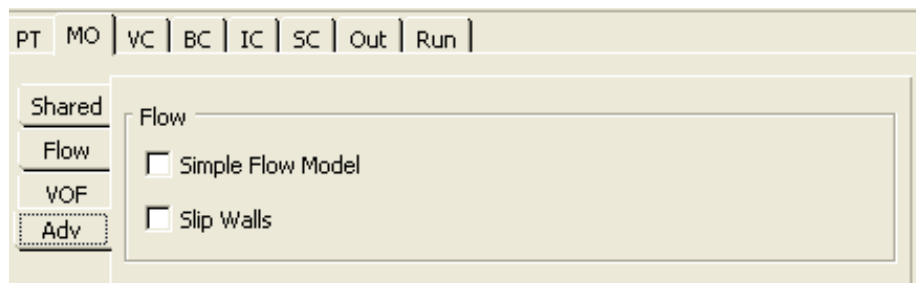 PT MO VC BC IC SC Out Run
Shared
Flow
Flow
Simple Flow Model
VOF
Slip Walls
Adv